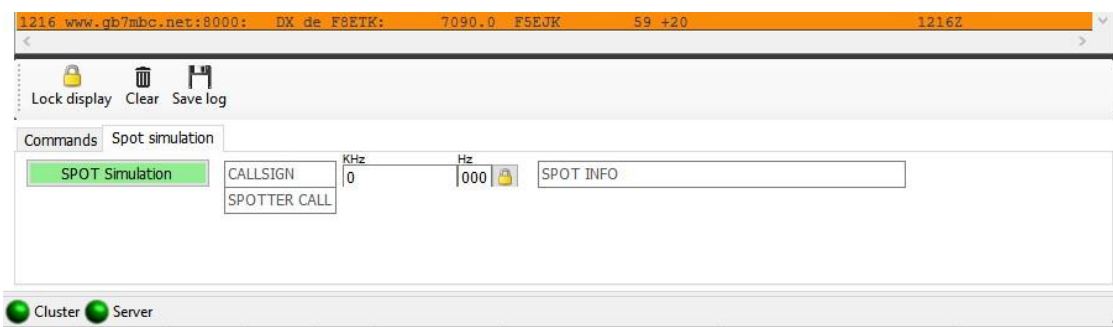 1216 www.gb7mbc.net:8000: DX de F8ETK: 7090.0 F5EJK 59 +20 1216Z
Lock display Clear Save log
Commands Spot simulation
KHz Hz
SPOT Simulation CALLSIGN 0 000 SPOT INFO
SPOTTER CALL
Cluster Server